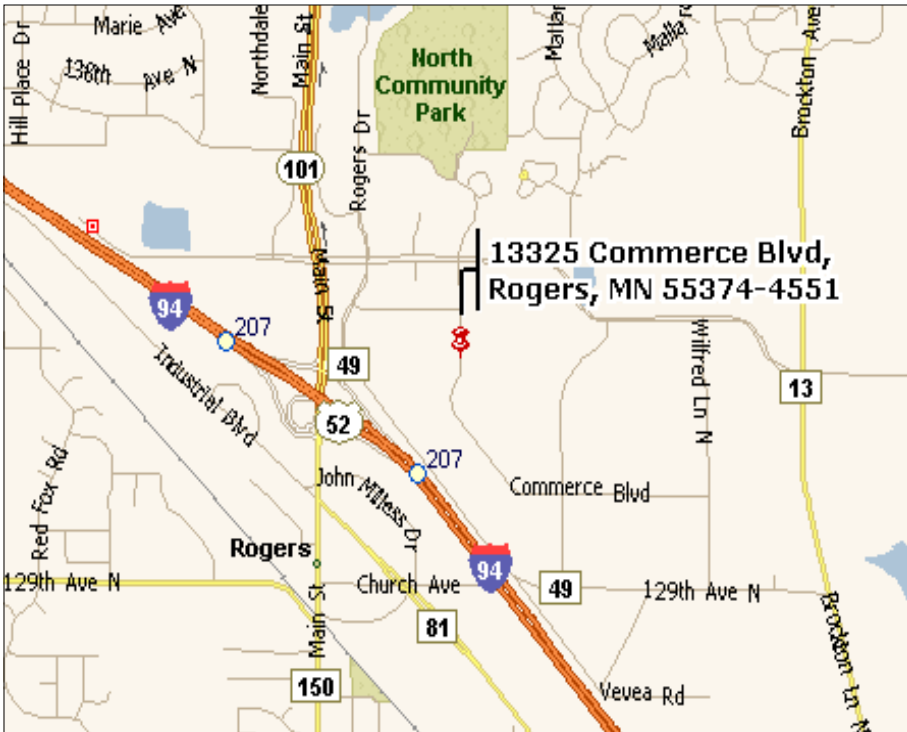 Hill Place Dr
Marie Ave
138th Ave N
Northdale
Main St
North
Community
Park
Rogers Dr
Brockton Ave
101
Main St
13325 Commerce Blvd,
Rogers, MN 55374-4551
94
207
Industrial Blvd
49
52
Wilfred Ln N
13
207
Red Fox Rd
John Milless Dr
Commerce Blvd
Rogers
94
129th Ave N
Church Ave
49
129th Ave N
Main St
81
Brockton Ln N
150
Vevea Rd